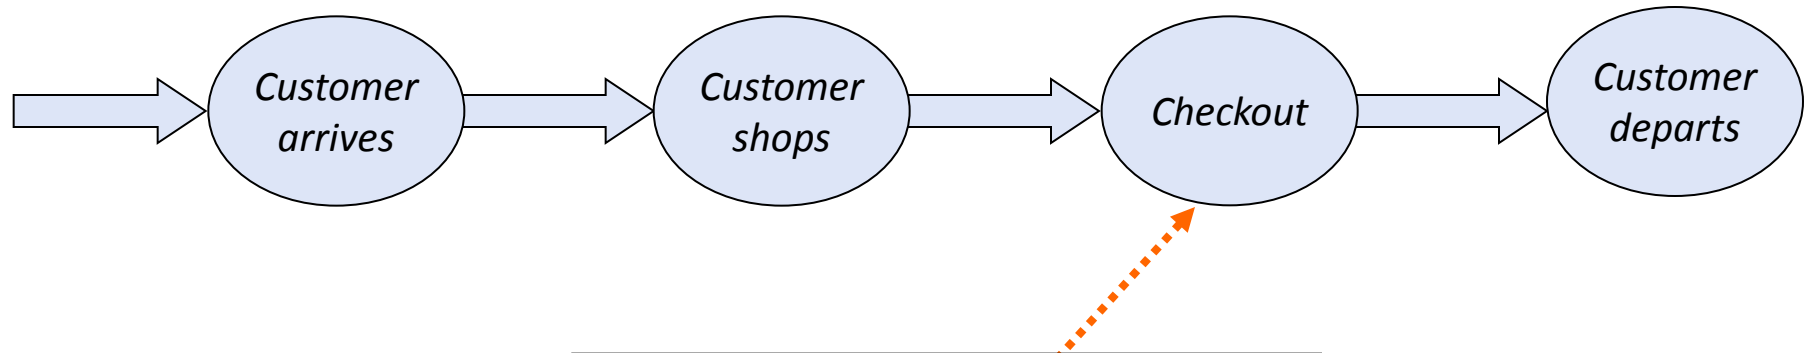 Customer
arrives
Customer
shops
Checkout
Customer
departs